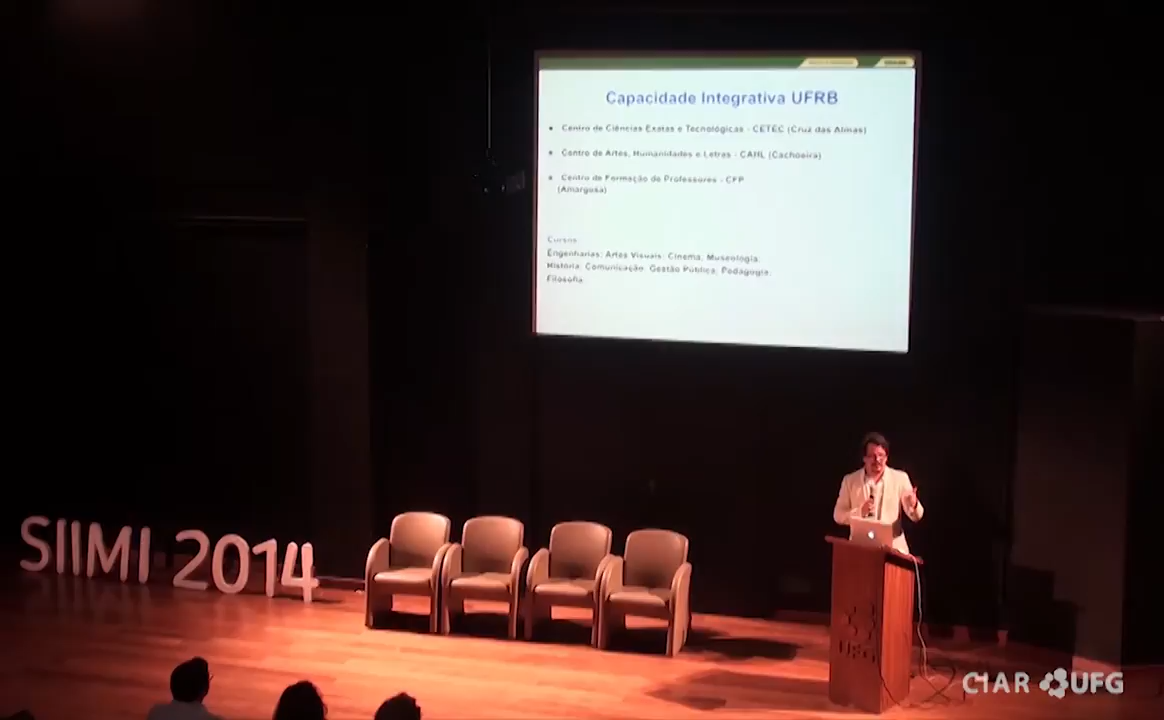 Capacidade Integrativa UFRB
• Centro de Ciências Exatas e Tecnológicas - CETEC (Cruz das Almas)
• Centro de Artes, Humanidades e Letras - CAHL (Cachoeira)
• Centro de Formação de Professores - CFP
(Amargosa)
Cursos
Engenharias; Artes Visuais; Cinema; Museologia;
História; Comunicação; Gestão Pública; Pedagogia;
Filosofia
SIIMI 2014
UFG
CIAR UFG